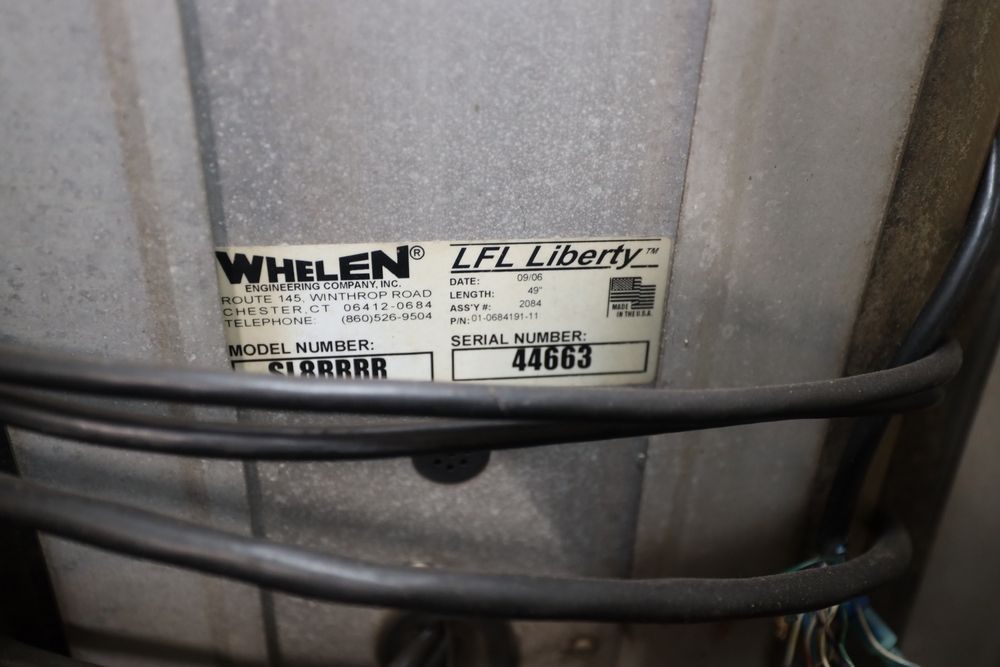 WHELEN®
ENGINEERING COMPANY, INC.
ROUTE 145, WINTHROP ROAD
CHESTER, CT 06412-0684
TELEPHONE: (860)526-9504
MODEL NUMBER:
SL8RRRR
LFL Liberty™
DATE: 09/06
LENGTH: 49"
ASS'Y #: 2084
P/N: 01-0684191-11
MADE
IN THE U.S.A.
SERIAL NUMBER:
44663